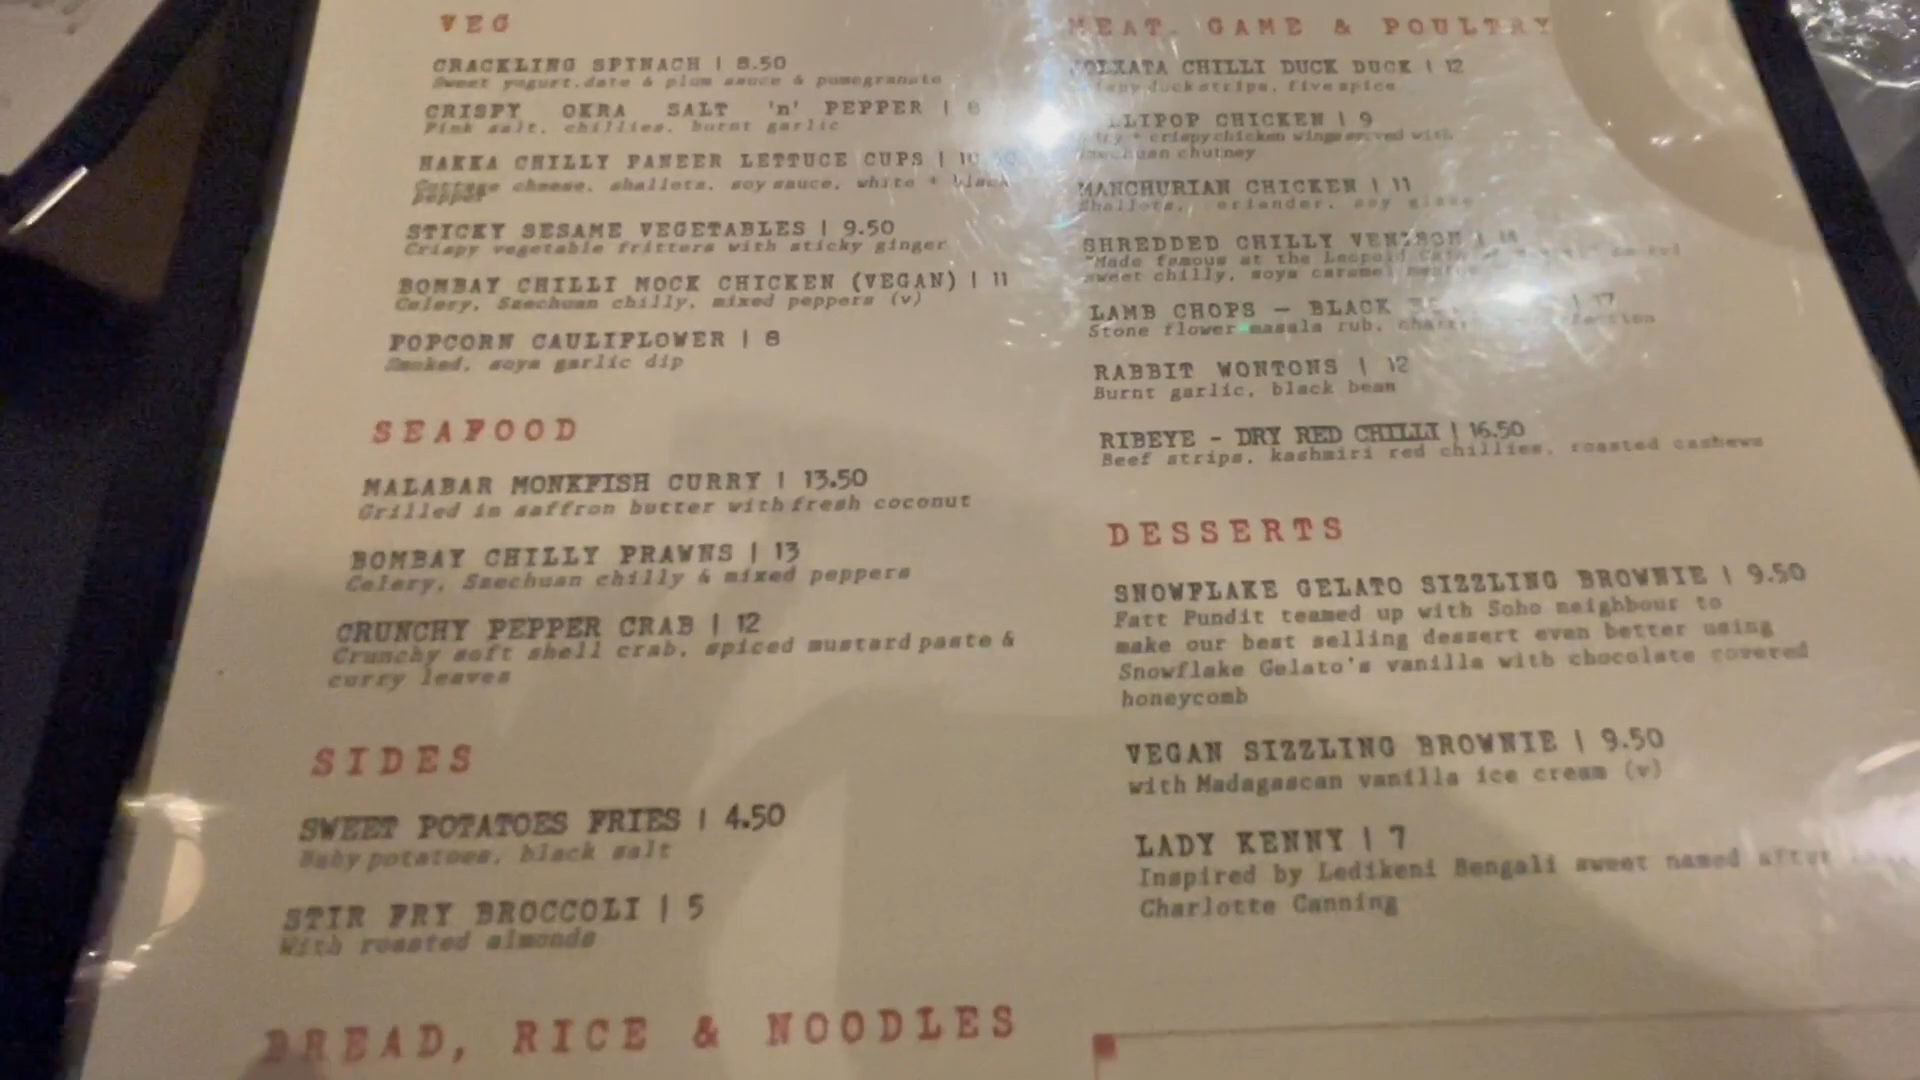 VEG
CRACKLING SPINACH | 8.50
Sweet yogurt, date & plum sauce & pomegranate
CRISPY OKRA SALT 'n' PEPPER | 8
Pink salt, chillies, burnt garlic
HAKKA CHILLY PANEER LETTUCE CUPS |
Cottage cheese, shallots, soy sauce, white + black
pepper
STICKY SESAME VEGETABLES | 9.50
Crispy vegetable fritters with sticky ginger
BOMBAY CHILLI MOCK CHICKEN (VEGAN) | 11
Celery, Szechuan chilly, mixed peppers (v)
POPCORN CAULIFLOWER | 8
Smoked, soya garlic dip
SEAFOOD
MALABAR MONKFISH CURRY | 13.50
Grilled in saffron butter with fresh coconut
BOMBAY CHILLY PRAWNS | 13
Celery, Szechuan chilly & mixed peppers
CRUNCHY PEPPER CRAB | 12
Crunchy soft shell crab, spiced mustard paste &
curry leaves
SIDES
SWEET POTATOES FRIES | 4.50
Baby potatoes, black salt
STIR FRY BROCCOLI | 5
With roasted almonds
BREAD, RICE & NOODLES
MEAT, GAME & POULTRY
KOLKATA CHILLI DUCK DUCK | 12
Crispy duck strips, five spice
CHICKEN | 9
+ crispy chicken wings served with
Szechuan chutney
MANCHURIAN CHICKEN | 11
Shallots, coriander, soy glaze
SHREDDED CHILLY VENISON |
"Made famous at the Leopold
sweet chilly, soya caramel
LAMB CHOPS - BLACK | 17
Stone flower masala rub,
RABBIT WONTONS | 12
Burnt garlic, black bean
RIBEYE - DRY RED CHILLI | 16.50
Beef strips, kashmiri red chillies, roasted cashews
DESSERTS
SNOWFLAKE GELATO SIZZLING BROWNIE | 9.50
Fatt Pundit teamed up with Soho neighbour to
make our best selling dessert even better using
Snowflake Gelato's vanilla with chocolate covered
honeycomb
VEGAN SIZZLING BROWNIE | 9.50
with Madagascan vanilla ice cream (v)
LADY KENNY | 7
Inspired by Ledikeni Bengali sweet named after
Charlotte Canning